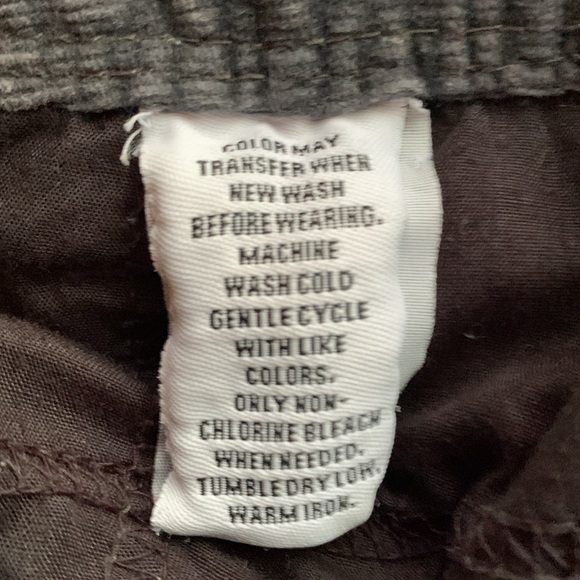 COLOR MAY
TRANSFER WHEN
NEW WASH
BEFORE WEARING.
MACHINE
WASH COLD
GENTLE CYCLE
WITH LIKE
COLORS.
ONLY NON-
CHLORINE BLEACH
WHEN NEEDED.
TUMBLE DRY LOW.
WARM IRON.